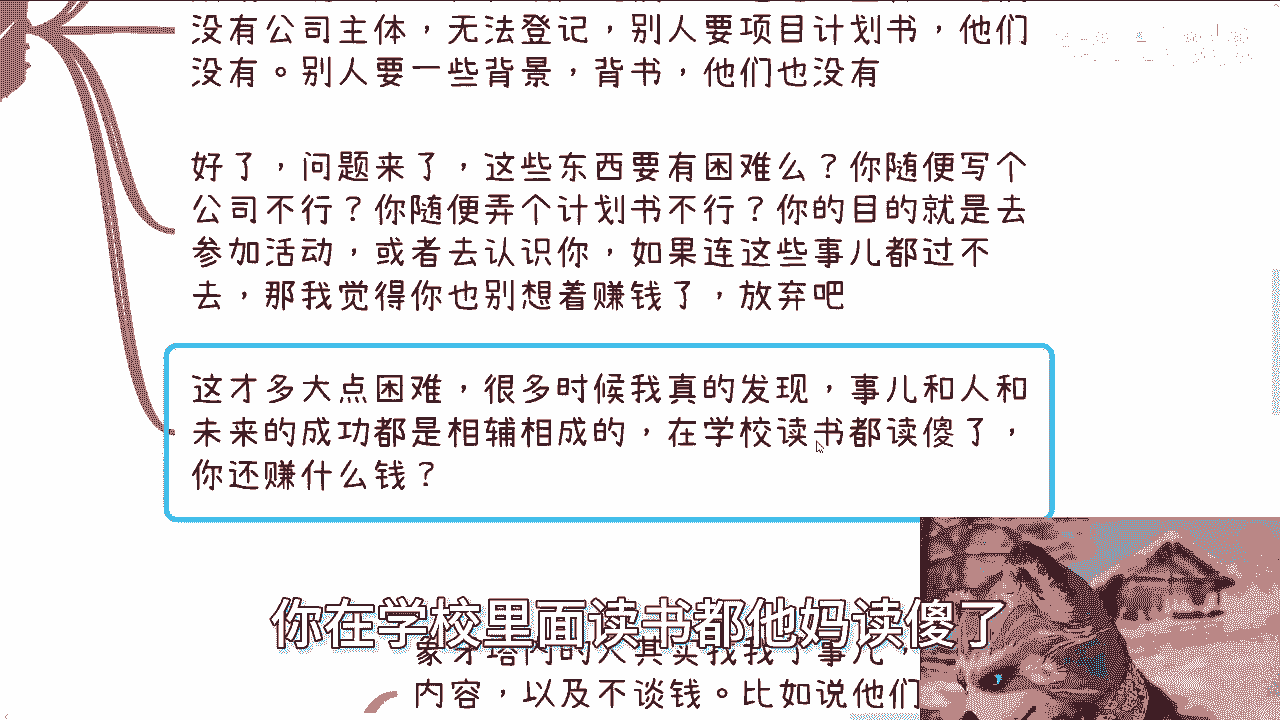 没有公司主体，无法登记，别人要项目计划书，他们
没有。别人要一些背景，背书，他们也没有
好了，问题来了，这些东西要有困难么？你随便写个
公司不行？你随便弄个计划书不行？你的目的就是去
参加活动，或者去认识你，如果连这些事儿都过不
去，那我觉得你也别想着赚钱了，放弃吧
这才多大点困难，很多时候我真的发现，事儿和人和
未来的成功都是相辅相成的，在学校读书都读傻了，
你还赚什么钱？
你在学校里面读书都他妈读傻了
内容，以及不谈钱。比如说他们